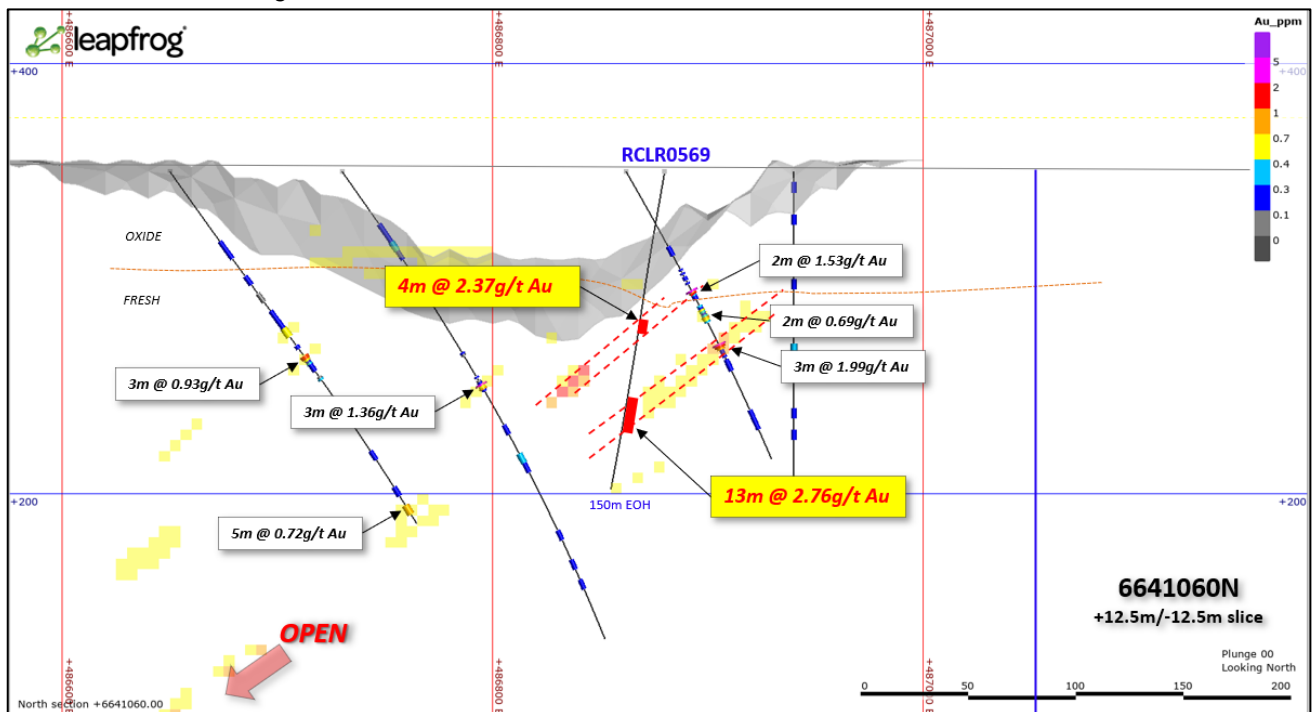 leapfrog
Au_ppm
5
2
1
0.7
0.4
0.3
0.1
0
+486600 E
+486800 E
+487000 E
+400
+400
RCLR0569
OXIDE
FRESH
2m @ 1.53g/t Au
4m @ 2.37g/t Au
2m @ 0.69g/t Au
3m @ 1.99g/t Au
3m @ 0.93g/t Au
3m @ 1.36g/t Au
13m @ 2.76g/t Au
+200
+200
150m EOH
5m @ 0.72g/t Au
6641060N
+12.5m/-12.5m slice
OPEN
Plunge 00
Looking North
0 50 100 150 200
+486600
+486800 E
+487000 E
North section +6641060.00